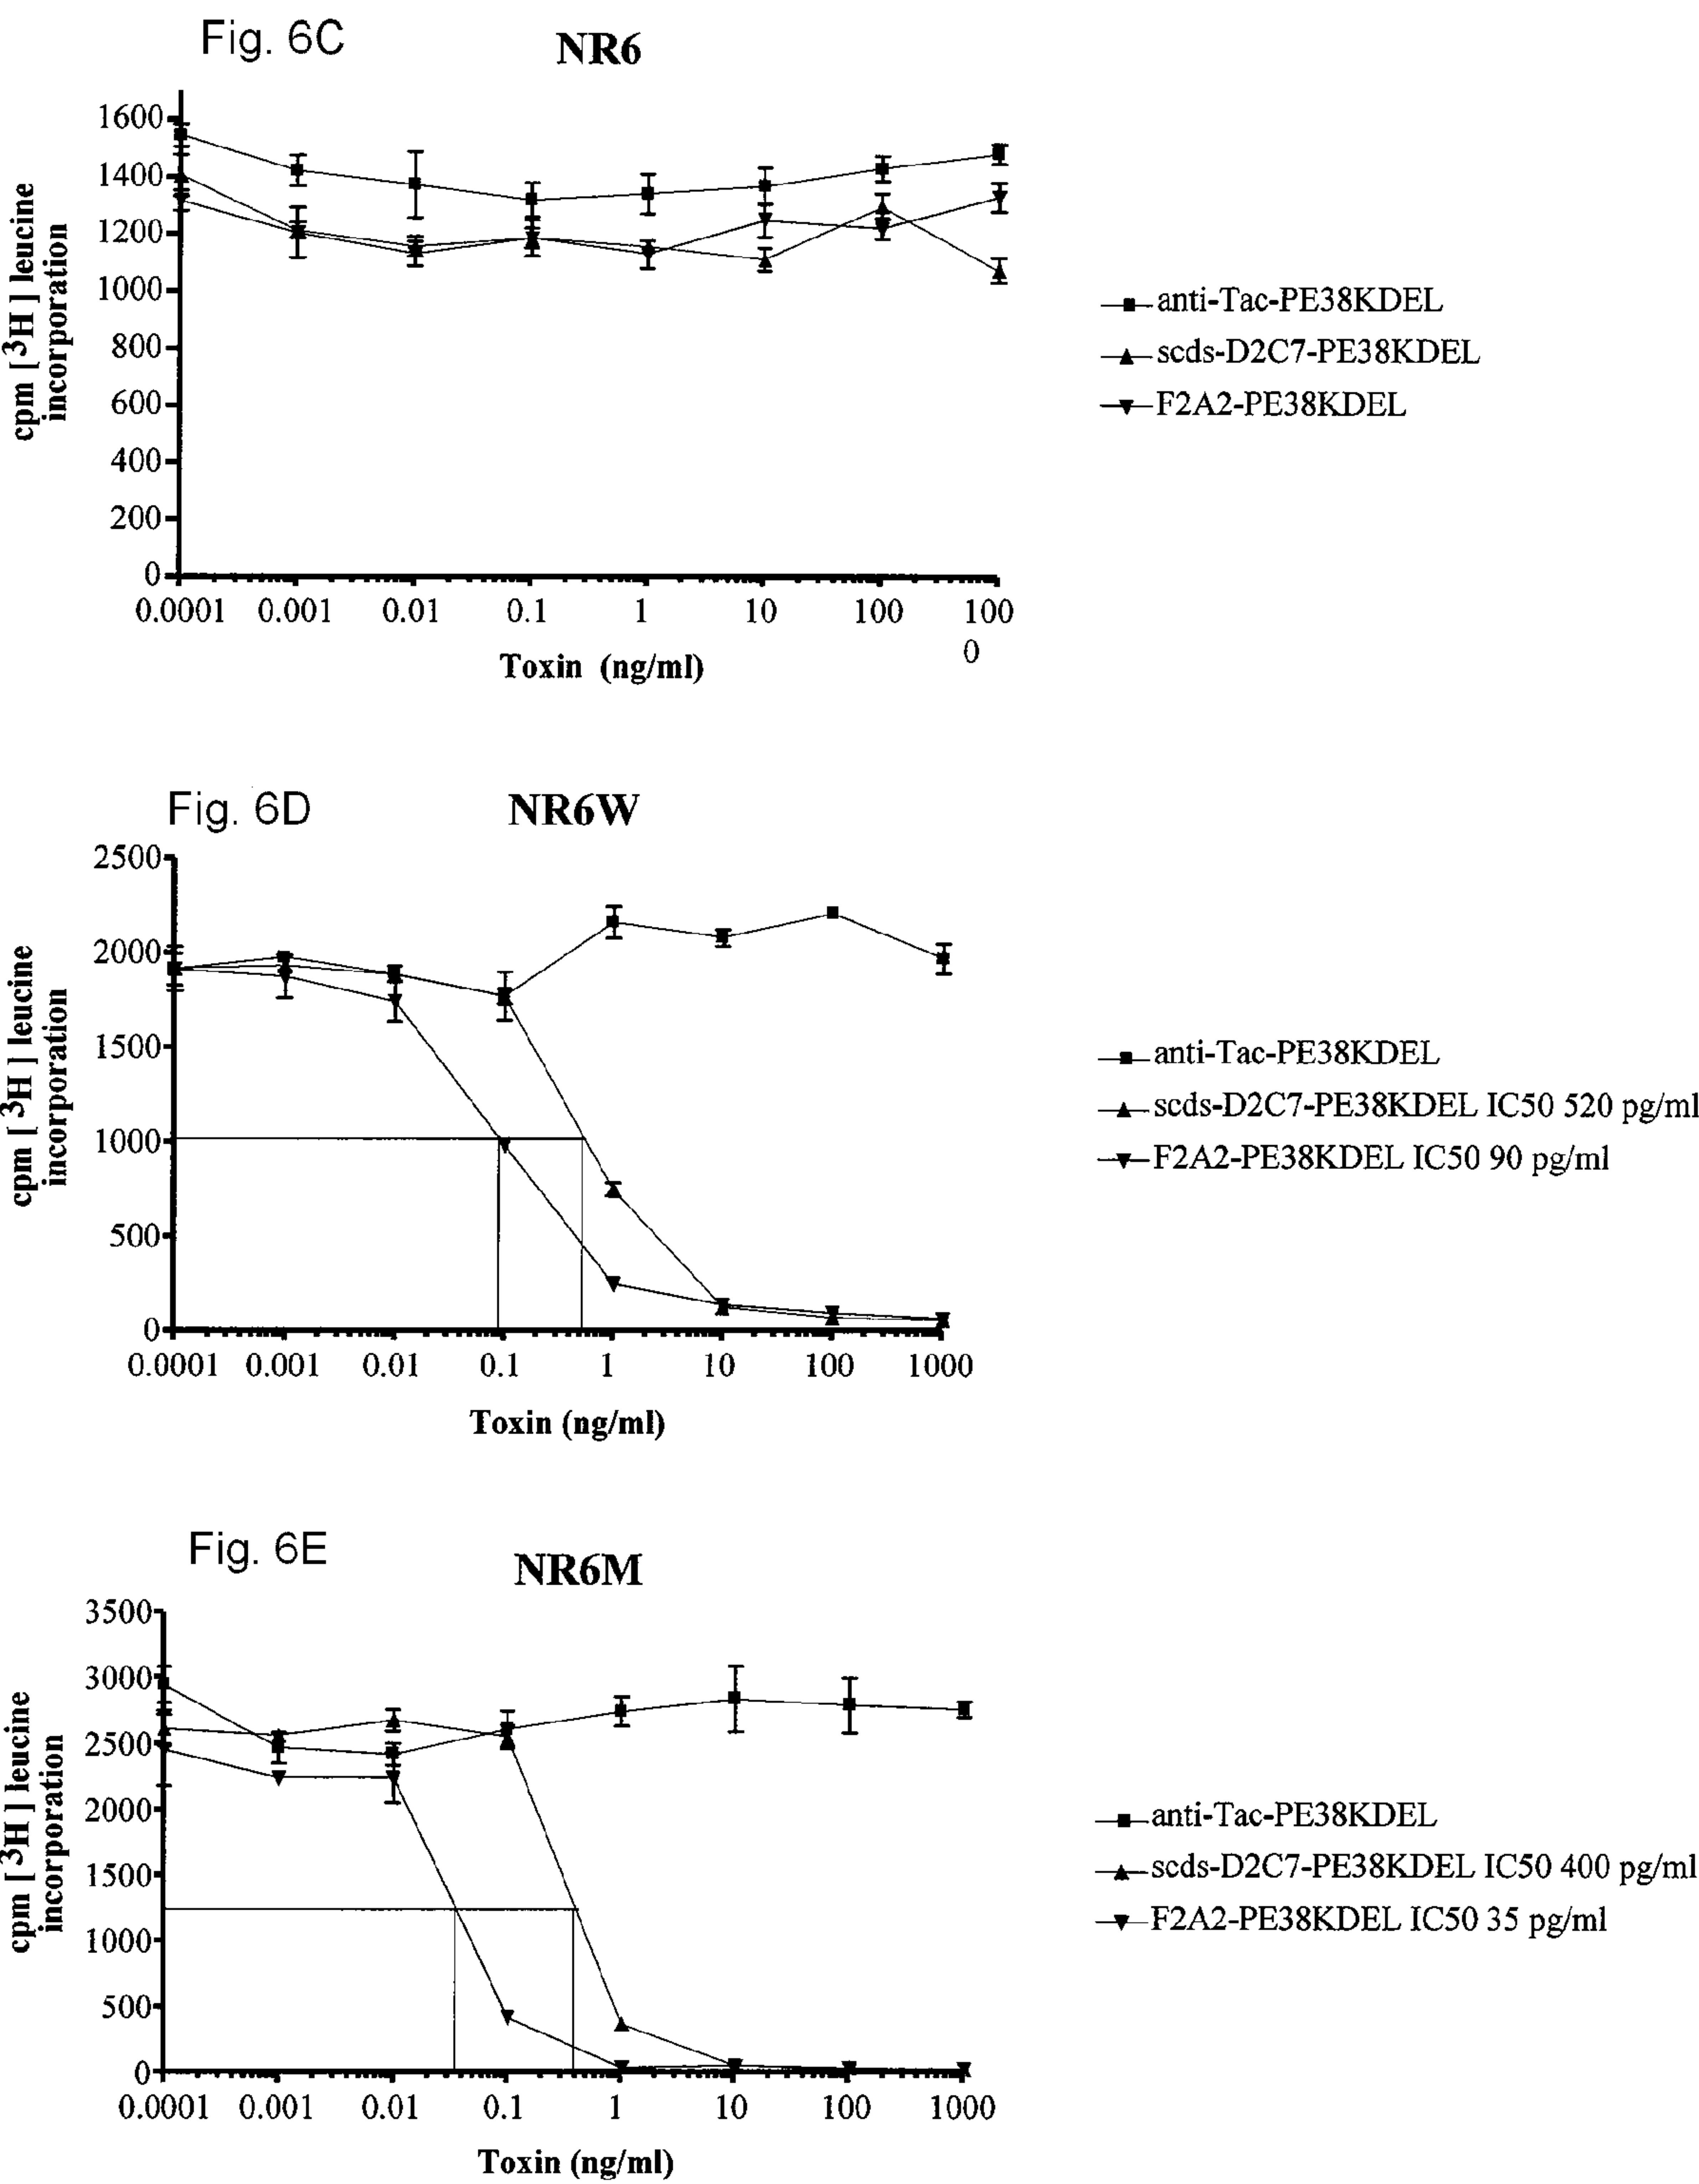 Fig. 6C
NR6
cpm [ ³H ] leucine
incorporation
1600
1400
1200
1000
800
600
400
200
0
0.0001 0.001 0.01 0.1 1 10 100 100
0
Toxin (ng/ml)
anti-Tac-PE38KDEL
scds-D2C7-PE38KDEL
F2A2-PE38KDEL
Fig. 6D
NR6W
cpm [ ³H ] leucine
incorporation
2500
2000
1500
1000
500
0
0.0001 0.001 0.01 0.1 1 10 100 1000
Toxin (ng/ml)
anti-Tac-PE38KDEL
scds-D2C7-PE38KDEL IC50 520 pg/ml
F2A2-PE38KDEL IC50 90 pg/ml
Fig. 6E
NR6M
cpm [ ³H ] leucine
incorporation
3500
3000
2500
2000
1500
1000
500
0
0.0001 0.001 0.01 0.1 1 10 100 1000
Toxin (ng/ml)
anti-Tac-PE38KDEL
scds-D2C7-PE38KDEL IC50 400 pg/ml
F2A2-PE38KDEL IC50 35 pg/ml